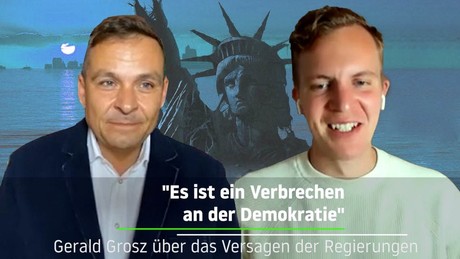 "Es ist ein Verbrechen
an der Demokratie"
Gerald Grosz über das Versagen der Regierungen